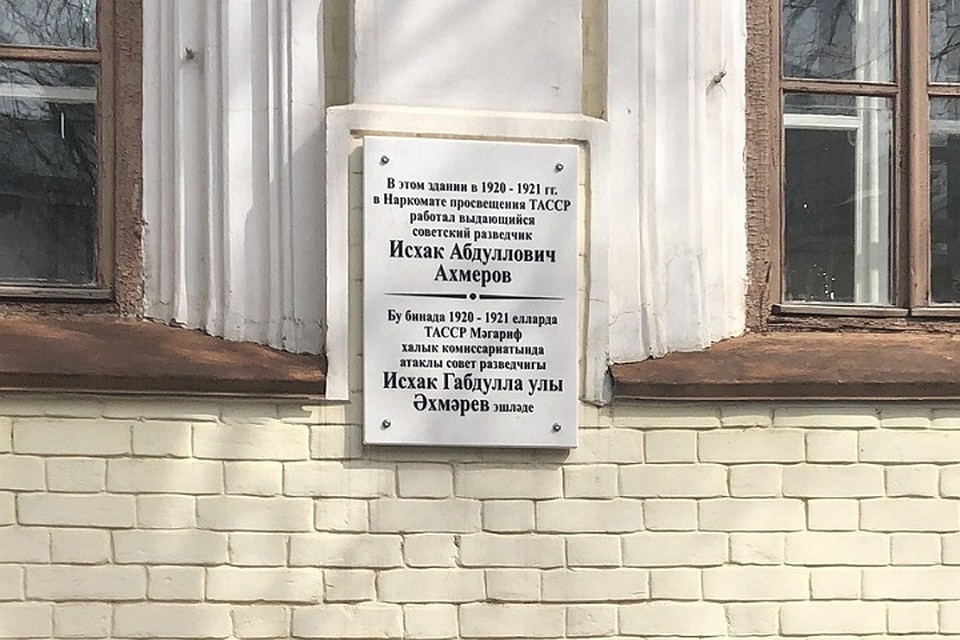 В этом здании в 1920 - 1921 гг.
в Наркомате просвещения ТАССР
работал выдающийся
советский разведчик
Исхак Абдуллович
Ахмеров
Бу бинада 1920 - 1921 елларда
ТАССР Мәгариф
халык комиссариатында
атаклы совет разведчигы
Исхак Габдулла улы
Әхмәрев эшләде